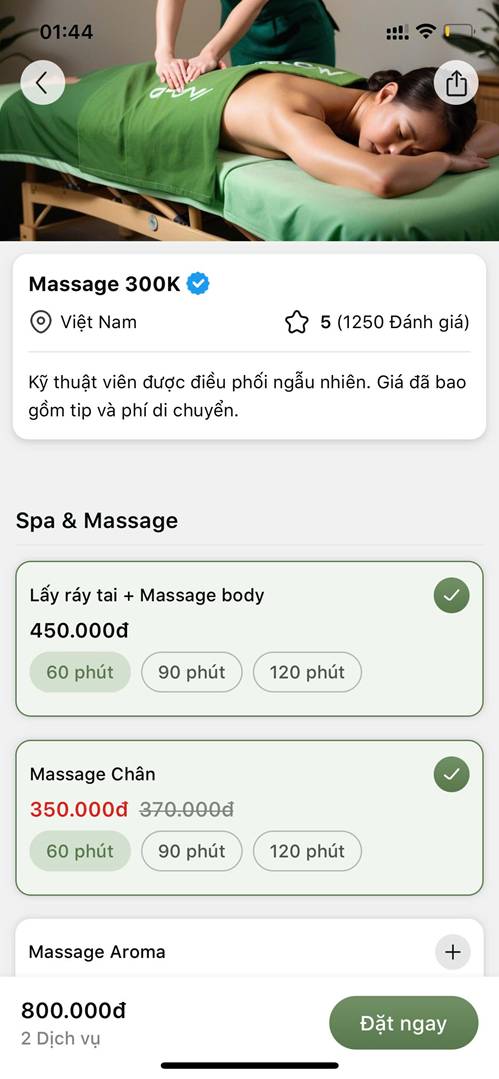 01:44
Massage 300K
Việt Nam
5 (1250 Đánh giá)
Kỹ thuật viên được điều phối ngẫu nhiên. Giá đã bao
gồm tip và phí di chuyển.
Spa & Massage
Lấy ráy tai + Massage body
450.000đ
60 phút 90 phút 120 phút
Massage Chân
350.000đ 370.000đ
60 phút 90 phút 120 phút
Massage Aroma
800.000đ
2 Dịch vụ
Đặt ngay